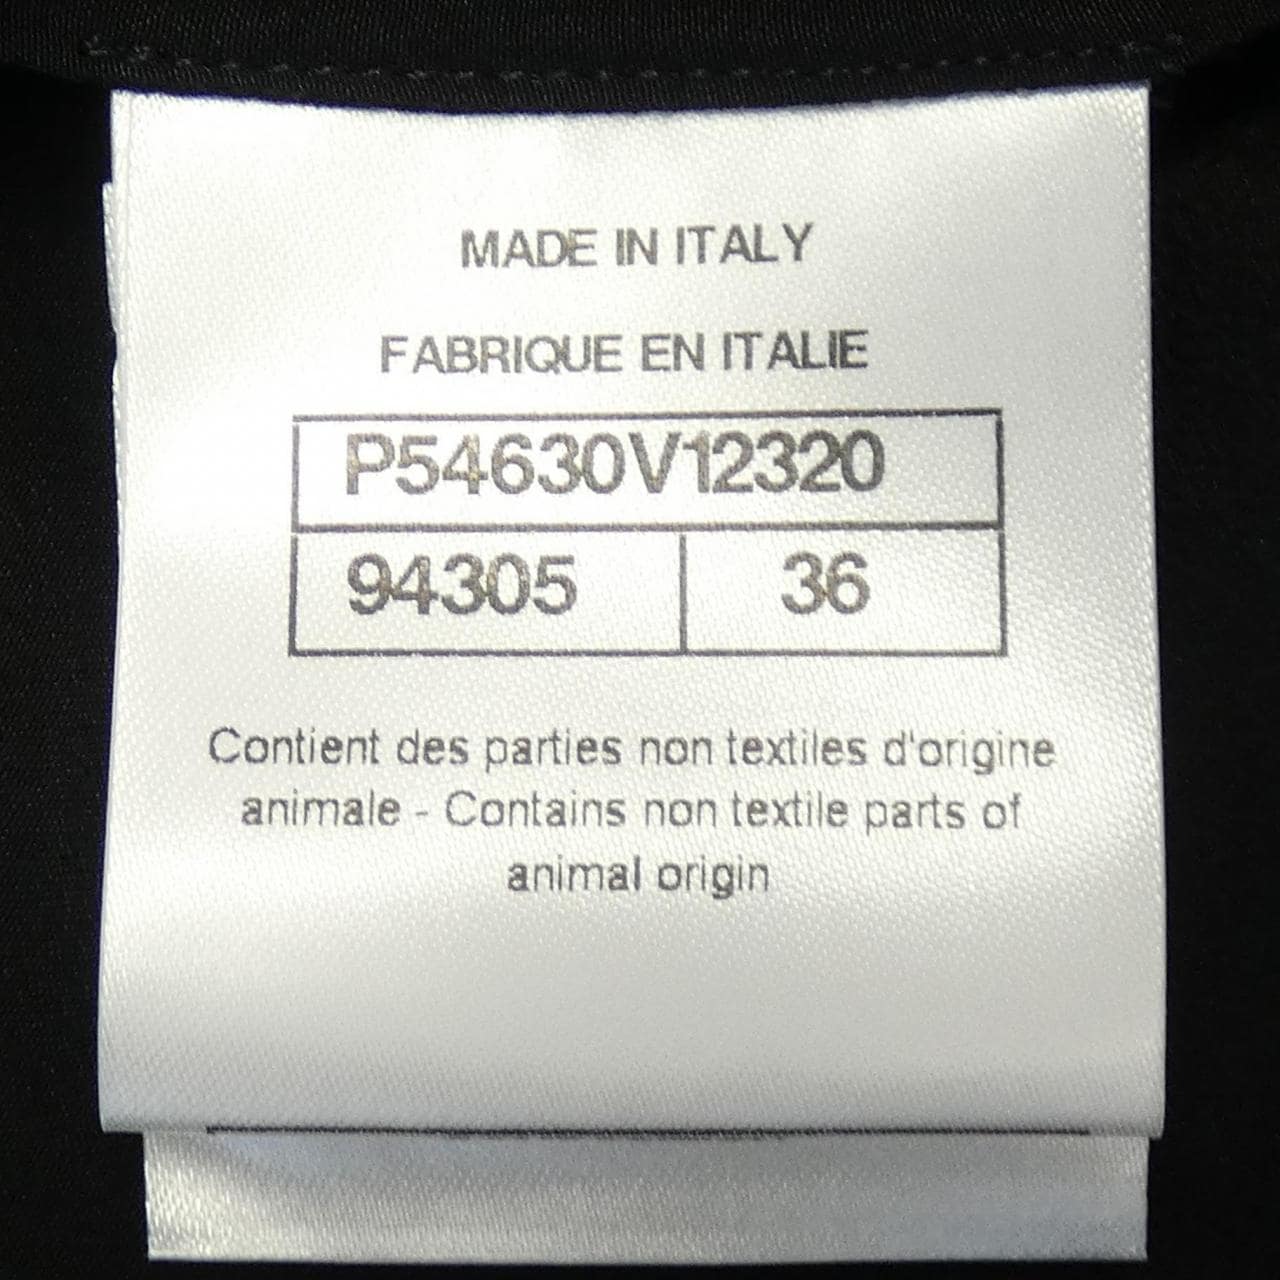 MADE IN ITALY
FABRIQUE EN ITALIE
P54630V12320
94305 36
Contient des parties non textiles d'origine
animale - Contains non textile parts of
animal origin